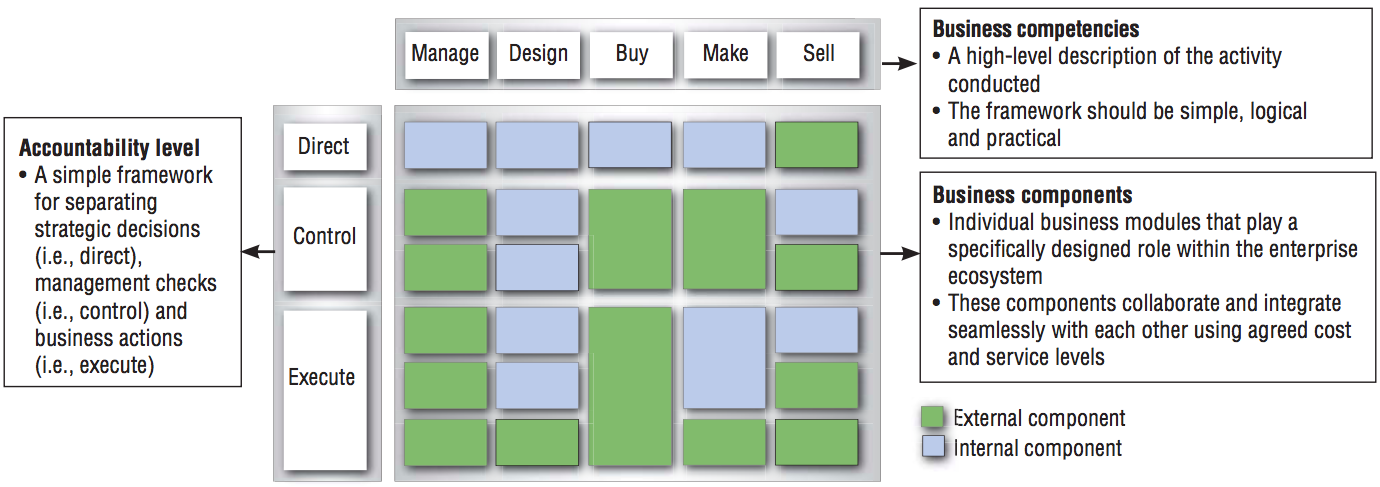 Manage
Design
Buy
Make
Sell
Business competencies
• A high-level description of the activity
conducted
• The framework should be simple, logical
and practical
Direct
Control
Execute
Accountability level
• A simple framework
for separating
strategic decisions
(i.e., direct),
management checks
(i.e., control) and
business actions
(i.e., execute)
Business components
• Individual business modules that play a
specifically designed role within the enterprise
ecosystem
• These components collaborate and integrate
seamlessly with each other using agreed cost
and service levels
External component
Internal component